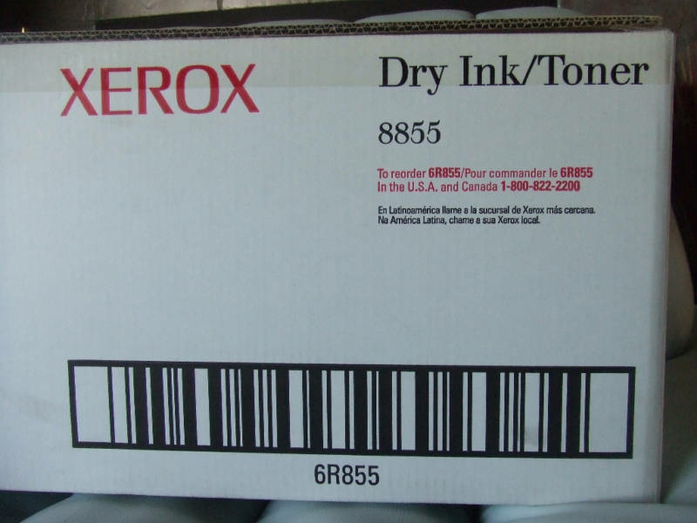 XEROX
Dry Ink/Toner
8855
To reorder 6R855/Pour commander le 6R855
In the U.S.A. and Canada 1-800-822-2200
En Latinoamérica llame a la sucursal de Xerox más cercana.
Na América Latina, chame a sua Xerox local.
6R855